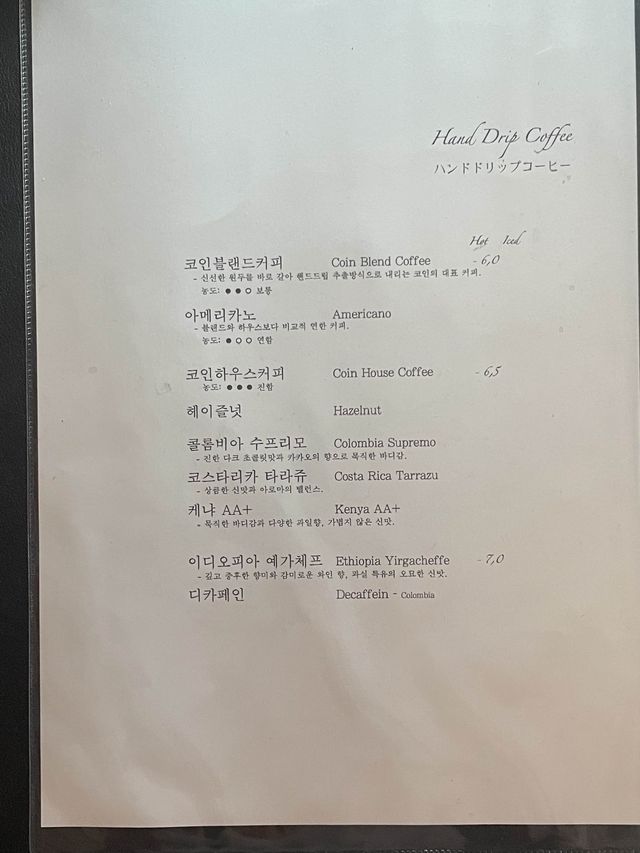 Hand Drip Coffee
ハンドドリップコーヒー
Hot Iced
코인블랜드커피 Coin Blend Coffee - 6,0
- 신선한 원두를 바로 갈아 핸드드립 추출방식으로 내리는 코인의 대표 커피.
농도: ●●○ 보통
아메리카노 Americano
- 블랜드와 하우스보다 비교적 연한 커피.
농도: ●○○ 연함
코인하우스커피 Coin House Coffee - 6,5
농도: ●●● 진함
헤이즐넛 Hazelnut
콜롬비아 수프리모 Colombia Supremo
- 진한 다크 초콜릿맛과 카카오의 향으로 묵직한 바디감.
코스타리카 타라쥬 Costa Rica Tarrazu
- 상큼한 신맛과 아로마의 밸런스.
케냐 AA+ Kenya AA+
- 묵직한 바디감과 다양한 과일향, 가볍지 않은 신맛.
이디오피아 예가체프 Ethiopia Yirgacheffe - 7,0
- 깊고 중후한 향미와 감미로운 와인 향, 과실 특유의 오묘한 신맛.
디카페인 Decaffein - Colombia